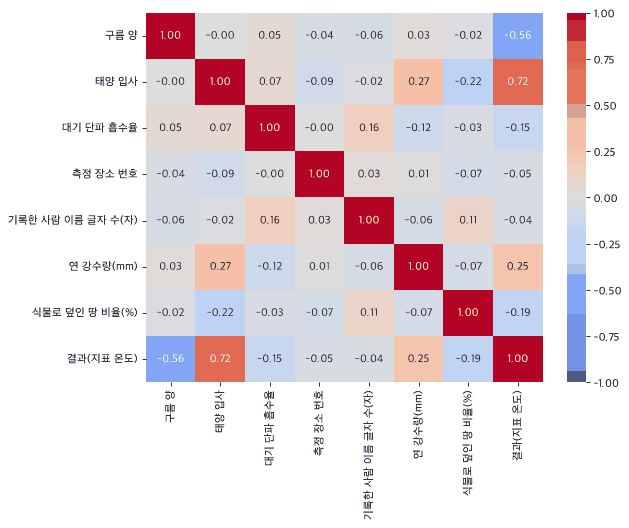 구름 양 1.00 -0.00 0.05 -0.04 -0.06 0.03 -0.02 -0.56
태양 입사 -0.00 1.00 0.07 -0.09 -0.02 0.27 -0.22 0.72
대기 단파 흡수율 0.05 0.07 1.00 -0.00 0.16 -0.12 -0.03 -0.15
측정 장소 번호 -0.04 -0.09 -0.00 1.00 0.03 0.01 -0.07 -0.05
기록한 사람 이름 글자 수(자) -0.06 -0.02 0.16 0.03 1.00 -0.06 0.11 -0.04
연 강수량(mm) 0.03 0.27 -0.12 0.01 -0.06 1.00 -0.07 0.25
식물로 덮인 땅 비율(%) -0.02 -0.22 -0.03 -0.07 0.11 -0.07 1.00 -0.19
결과(지표 온도) -0.56 0.72 -0.15 -0.05 -0.04 0.25 -0.19 1.00
구름 양
태양 입사
대기 단파 흡수율
측정 장소 번호
기록한 사람 이름 글자 수(자)
연 강수량(mm)
식물로 덮인 땅 비율(%)
결과(지표 온도)
1.00
0.75
0.50
0.25
0.00
-0.25
-0.50
-0.75
-1.00